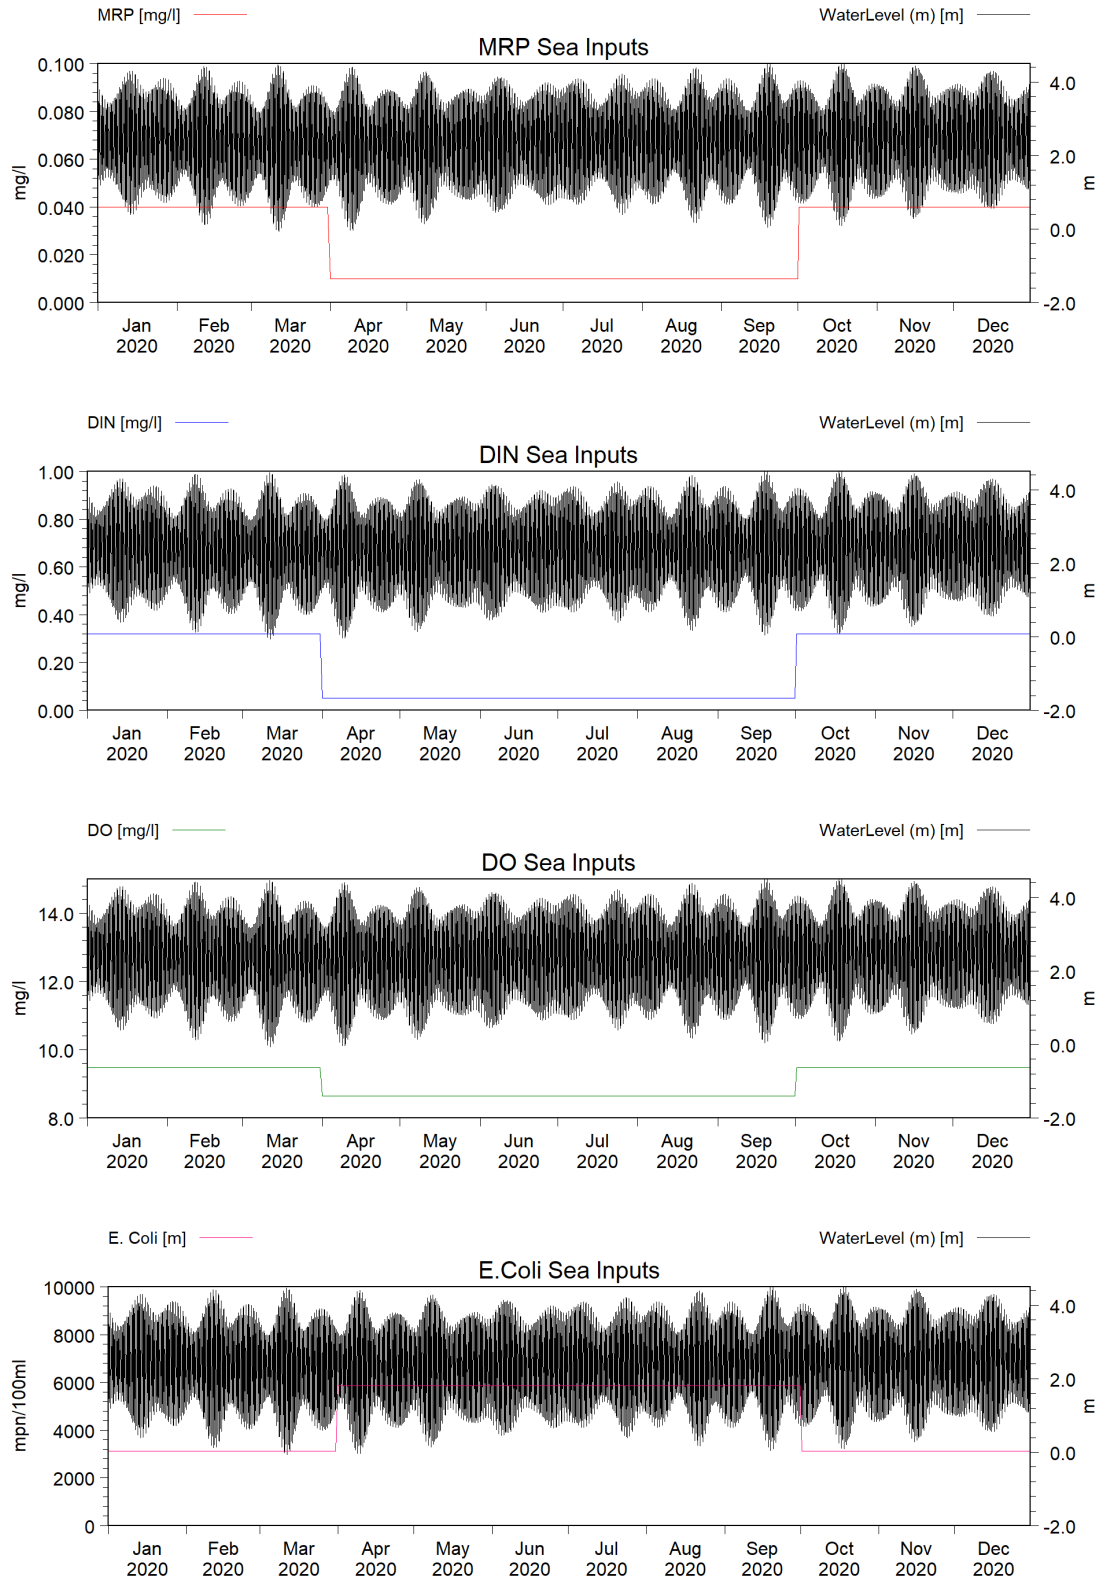 MRP [mg/l] WaterLevel (m) [m]
MRP Sea Inputs
0.100
0.080
0.060
0.040
0.020
0.000
mg/l
4.0
2.0
0.0
-2.0
m
Jan Feb Mar Apr May Jun Jul Aug Sep Oct Nov Dec
2020 2020 2020 2020 2020 2020 2020 2020 2020 2020 2020 2020
DIN [mg/l] WaterLevel (m) [m]
DIN Sea Inputs
1.00
0.80
0.60
0.40
0.20
0.00
mg/l
4.0
2.0
0.0
-2.0
m
Jan Feb Mar Apr May Jun Jul Aug Sep Oct Nov Dec
2020 2020 2020 2020 2020 2020 2020 2020 2020 2020 2020 2020
DO [mg/l] WaterLevel (m) [m]
DO Sea Inputs
14.0
12.0
10.0
8.0
mg/l
4.0
2.0
0.0
-2.0
m
Jan Feb Mar Apr May Jun Jul Aug Sep Oct Nov Dec
2020 2020 2020 2020 2020 2020 2020 2020 2020 2020 2020 2020
E. Coli [m] WaterLevel (m) [m]
E.Coli Sea Inputs
10000
8000
6000
4000
2000
0
mpn/100ml
4.0
2.0
0.0
-2.0
m
Jan Feb Mar Apr May Jun Jul Aug Sep Oct Nov Dec
2020 2020 2020 2020 2020 2020 2020 2020 2020 2020 2020 2020